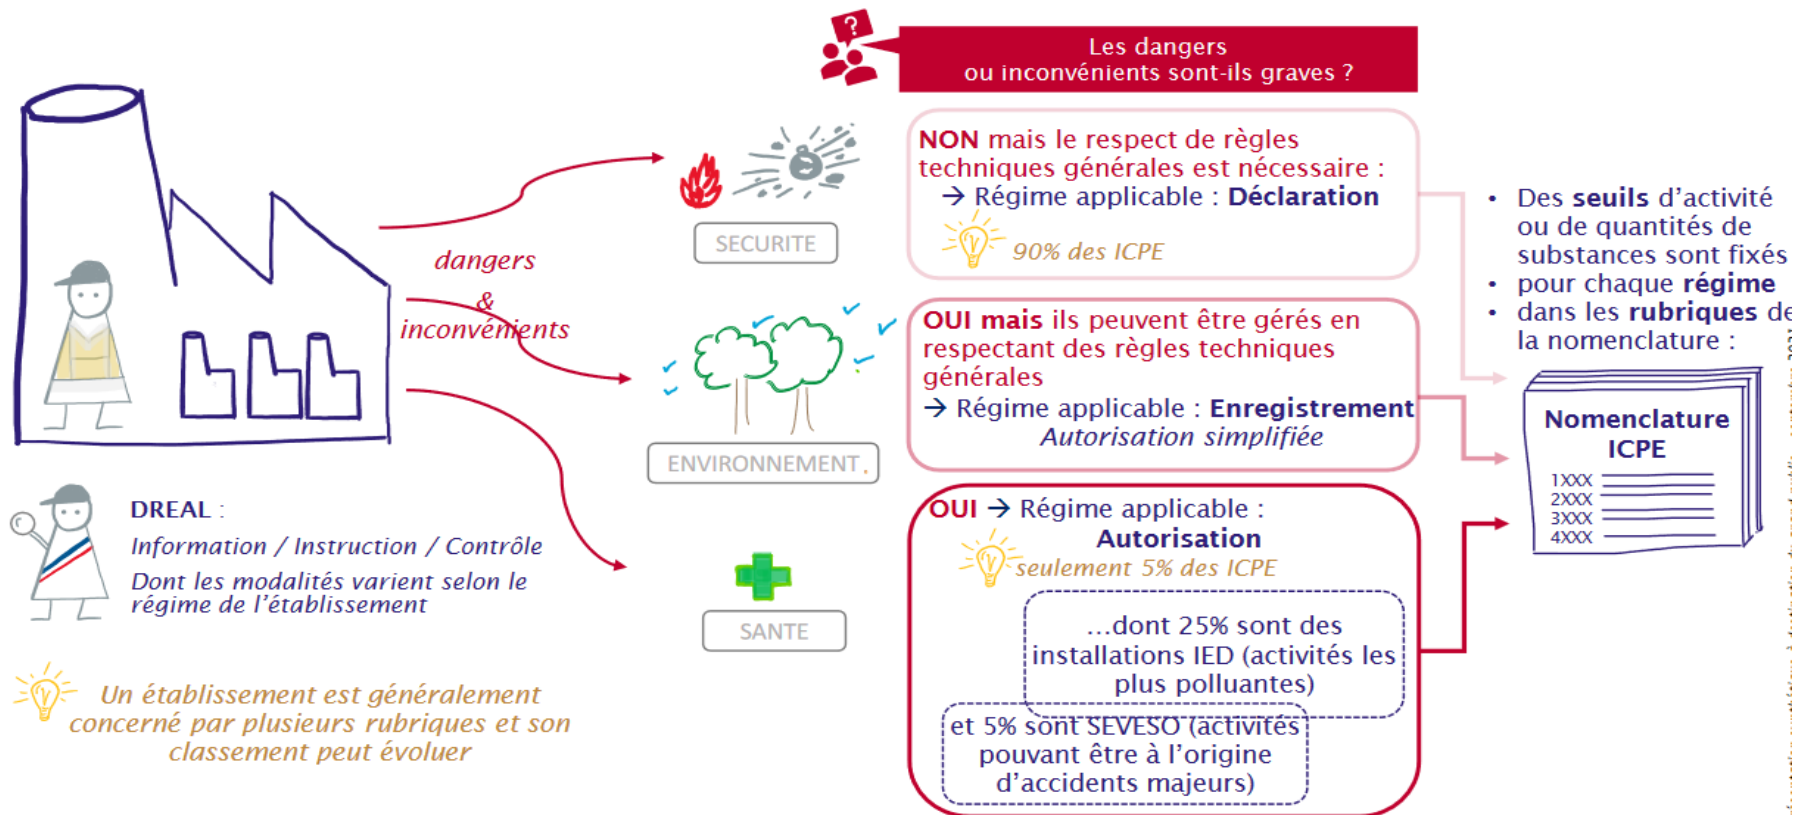 ?
Les dangers
ou inconvénients sont-ils graves ?
dangers
&
inconvénients
SECURITE
ENVIRONNEMENT.
SANTE
NON mais le respect de règles
techniques générales est nécessaire :
→ Régime applicable : Déclaration
90% des ICPE
OUI mais ils peuvent être gérés en
respectant des règles techniques
générales
→ Régime applicable : Enregistrement
Autorisation simplifiée
OUI → Régime applicable :
Autorisation
seulement 5% des ICPE
...dont 25% sont des
installations IED (activités les
plus polluantes)
et 5% sont SEVESO (activités
pouvant être à l'origine
d'accidents majeurs)
• Des seuils d'activité
ou de quantités de
substances sont fixés
• pour chaque régime
• dans les rubriques de
la nomenclature :
Nomenclature
ICPE
1XXX
2XXX
3XXX
4XXX
DREAL :
Information / Instruction / Contrôle
Dont les modalités varient selon le
régime de l'établissement
Un établissement est généralement
concerné par plusieurs rubriques et son
classement peut évoluer